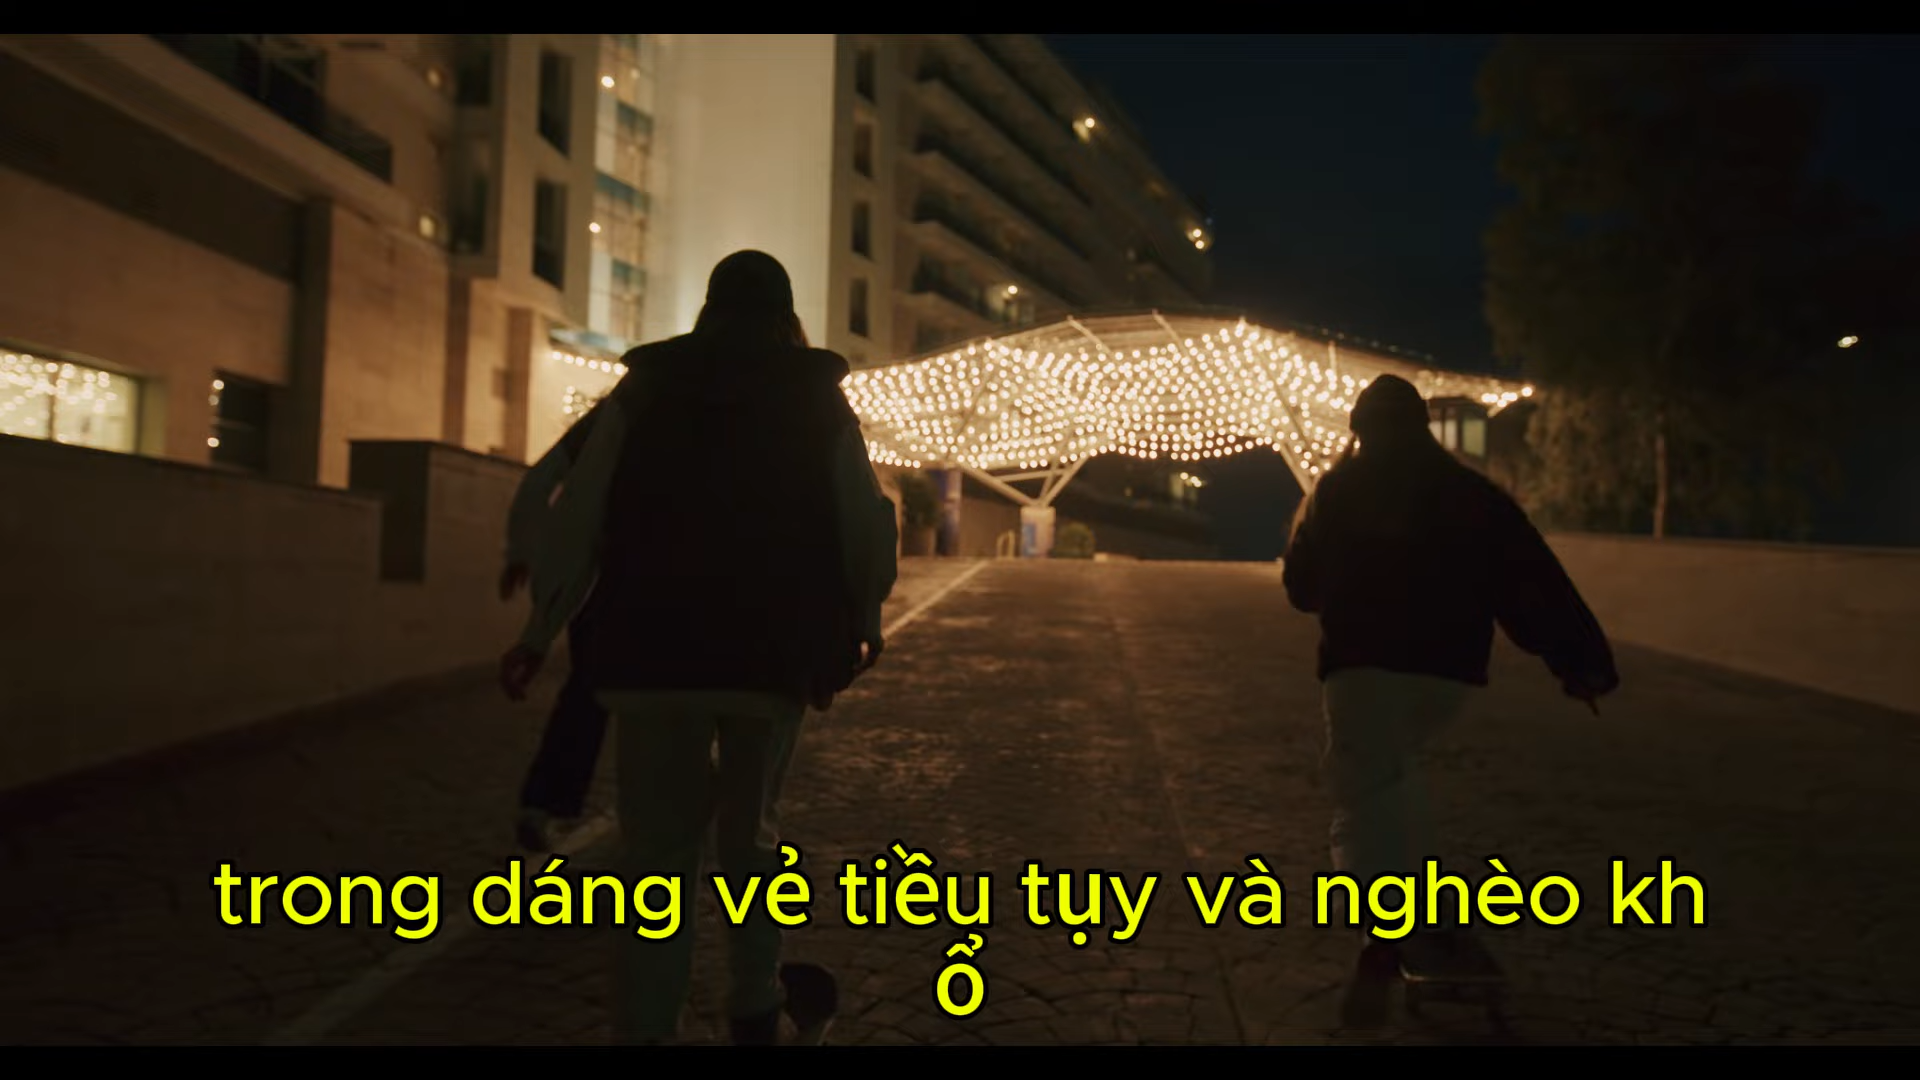 trong dáng vẻ tiều tụy và nghèo kh
ổ